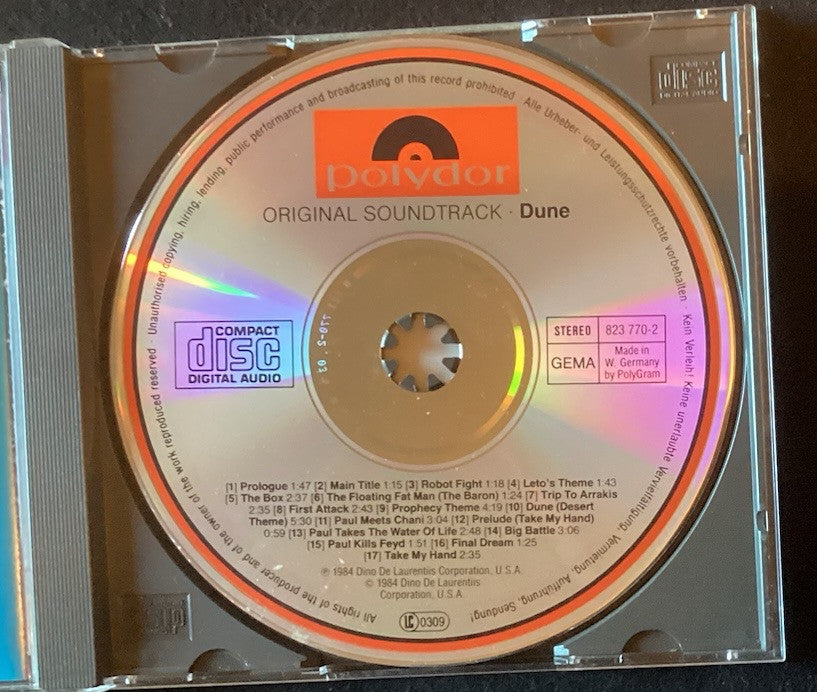 COMPACT
disc
DIGITAL AUDIO
Unauthorised copying, hiring, lending, public performance and broadcasting of this record prohibited · Alle Urheber- und Leistungsschutzrechte vorbehalten · Kein Verleih! Keine unerlaubte Vervielfältigung, Vermietung, Aufführung, Sendung!
All rights of the producer and of the owner of the work reproduced reserved ·
polydor
ORIGINAL SOUNDTRACK · Dune
COMPACT
disc
DIGITAL AUDIO
STEREO 823 770-2
GEMA Made in
W. Germany
by PolyGram
[1] Prologue 1:47 [2] Main Title 1:15 [3] Robot Fight 1:18 [4] Leto's Theme 1:43
[5] The Box 2:37 [6] The Floating Fat Man (The Baron) 1:24 [7] Trip To Arrakis
2:35 [8] First Attack 2:43 [9] Prophecy Theme 4:19 [10] Dune (Desert
Theme) 5:30 [11] Paul Meets Chani 3:04 [12] Prelude (Take My Hand)
0:59 [13] Paul Takes The Water Of Life 2:48 [14] Big Battle 3:06
[15] Paul Kills Feyd 1:51 [16] Final Dream 1:25
[17] Take My Hand 2:35
℗ 1984 Dino De Laurentiis Corporation, U.S.A.
© 1984 Dino De Laurentiis
Corporation, U.S.A.
LC 0309